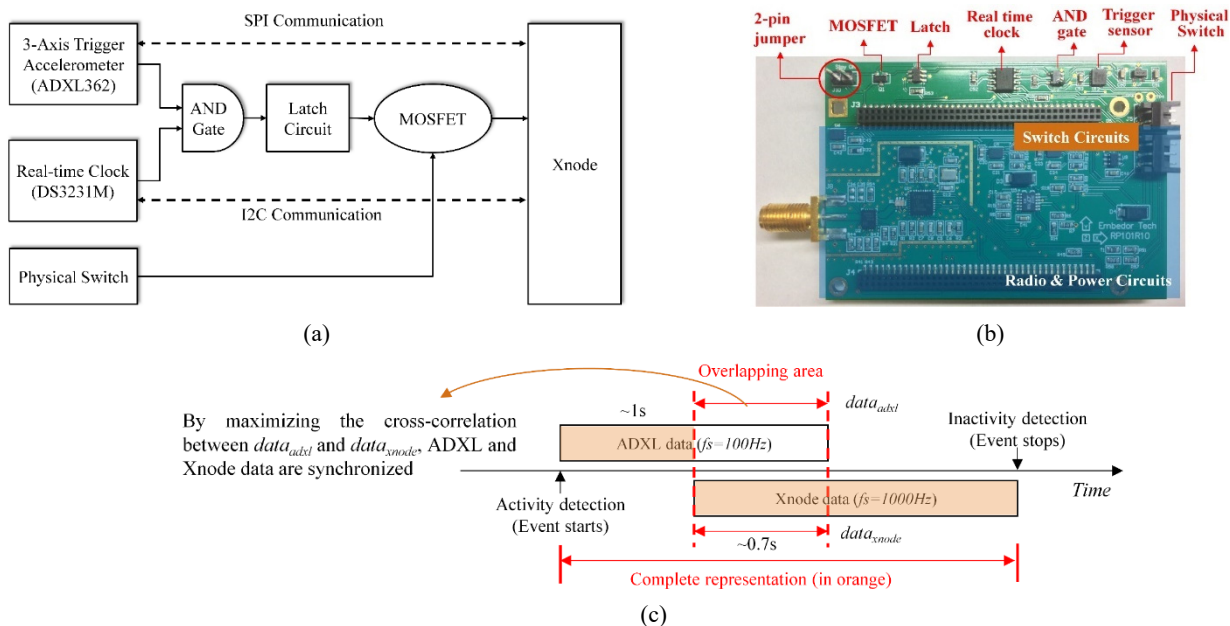 SPI Communication
3-Axis Trigger
Accelerometer
(ADXL362)
AND
Gate
Latch
Circuit
MOSFET
Xnode
Real-time Clock
(DS3231M)
I2C Communication
Physical Switch
(a)
2-pin
jumper
MOSFET
Latch
Real time
clock
AND
gate
Trigger
sensor
Physical
Switch
J3
Switch Circuits
Embedor Tech
RP101R10
J4
Radio & Power Circuits
(b)
Overlapping area
By maximizing the cross-correlation
between data_adxl and data_xnode, ADXL and
Xnode data are synchronized
~1s
data_adxl
ADXL data (fs=100Hz)
Inactivity detection
(Event stops)
Time
Activity detection
(Event starts)
Xnode data (fs=1000Hz)
~0.7s
data_xnode
Complete representation (in orange)
(c)